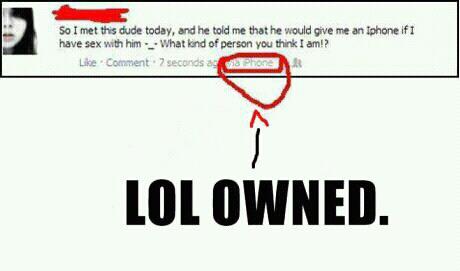 So I met this dude today, and he told me that he would give me an Iphone if I
have sex with him -_- What kind of person you think I am!?
Like · Comment · 7 seconds ag via iPhone
LOL OWNED.